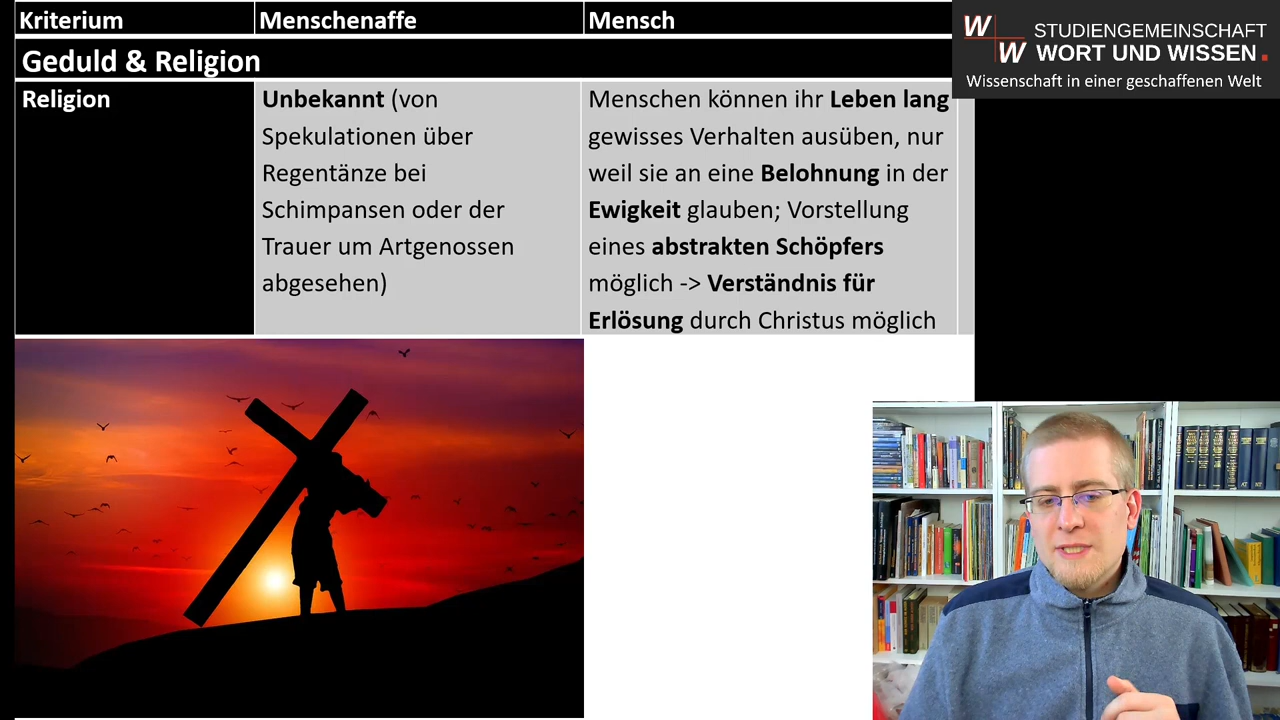 Kriterium
Menschenaffe
Mensch
Geduld & Religion
Religion
Unbekannt (von
Spekulationen über
Regentänze bei
Schimpansen oder der
Trauer um Artgenossen
abgesehen)
Menschen können ihr Leben lang
gewisses Verhalten ausüben, nur
weil sie an eine Belohnung in der
Ewigkeit glauben; Vorstellung
eines abstrakten Schöpfers
möglich -> Verständnis für
Erlösung durch Christus möglich
W
W
STUDIENGEMEINSCHAFT
WORT UND WISSEN.
Wissenschaft in einer geschaffenen Welt